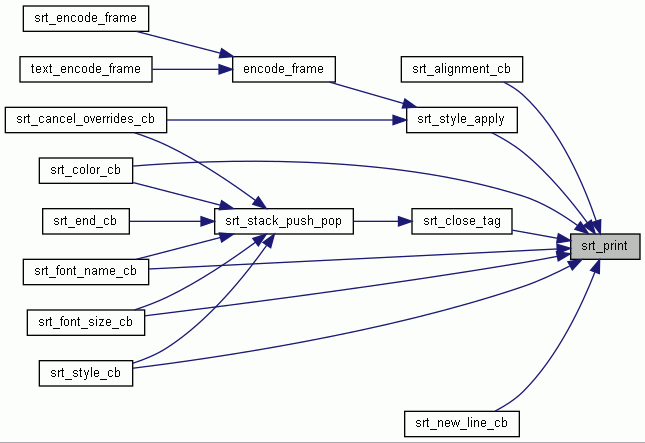 srt_encode_frame
text_encode_frame
encode_frame
srt_alignment_cb
srt_cancel_overrides_cb
srt_style_apply
srt_color_cb
srt_end_cb
srt_stack_push_pop
srt_close_tag
srt_print
srt_font_name_cb
srt_font_size_cb
srt_style_cb
srt_new_line_cb